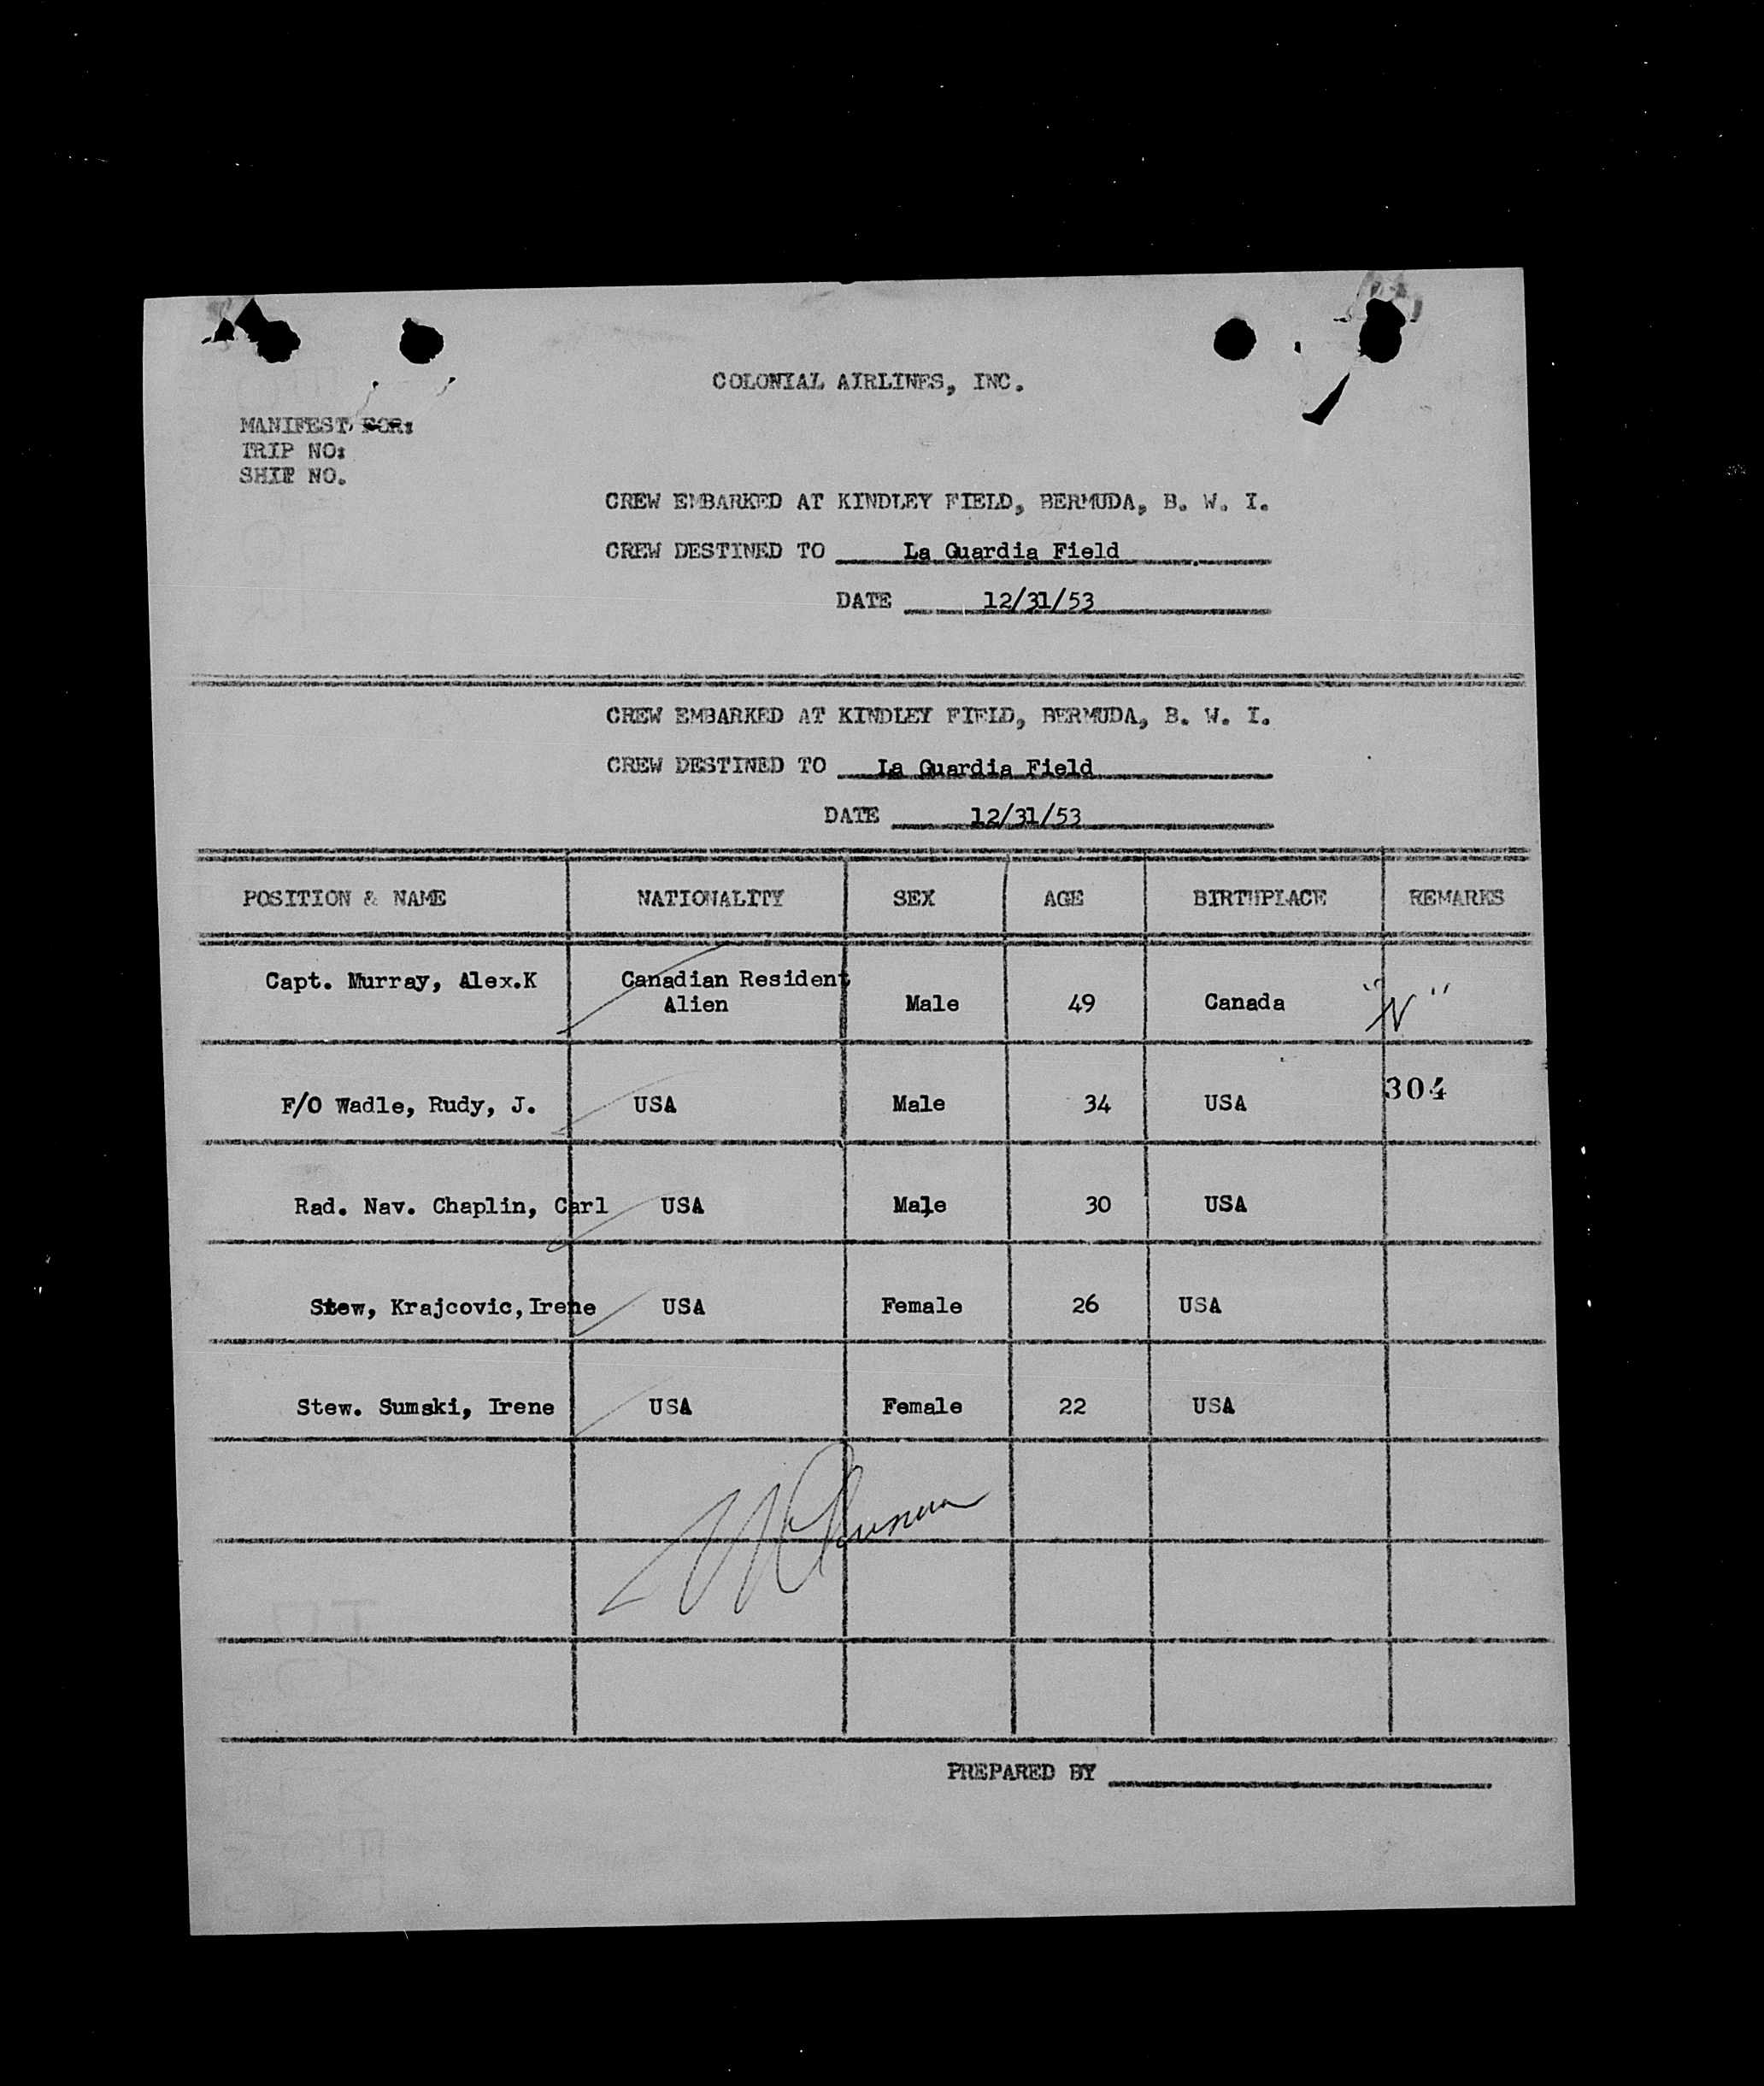 COLONIAL AIRLINES, INC.
MANIFEST FOR:
TRIP NO:
SHIP NO.
CREW EMBARKED AT KINDLEY FIELD, BERMUDA, B. W. I.
CREW DESTINED TO La Guardia Field
DATE 12/31/53
CREW EMBARKED AT KINDLEY FIELD, BERMUDA, B. W. I.
CREW DESTINED TO La Guardia Field
DATE 12/31/53
POSITION & NAME NATIONALITY SEX AGE BIRTHPLACE REMARKS
Capt. Murray, Alex.K Canadian Resident Alien Male 49 Canada "N"
F/O Wadle, Rudy, J. USA Male 34 USA 304
Rad. Nav. Chaplin, Carl USA Male 30 USA
Stew, Krajcovic,Irene USA Female 26 USA
Stew. Sumski, Irene USA Female 22 USA
PREPARED BY